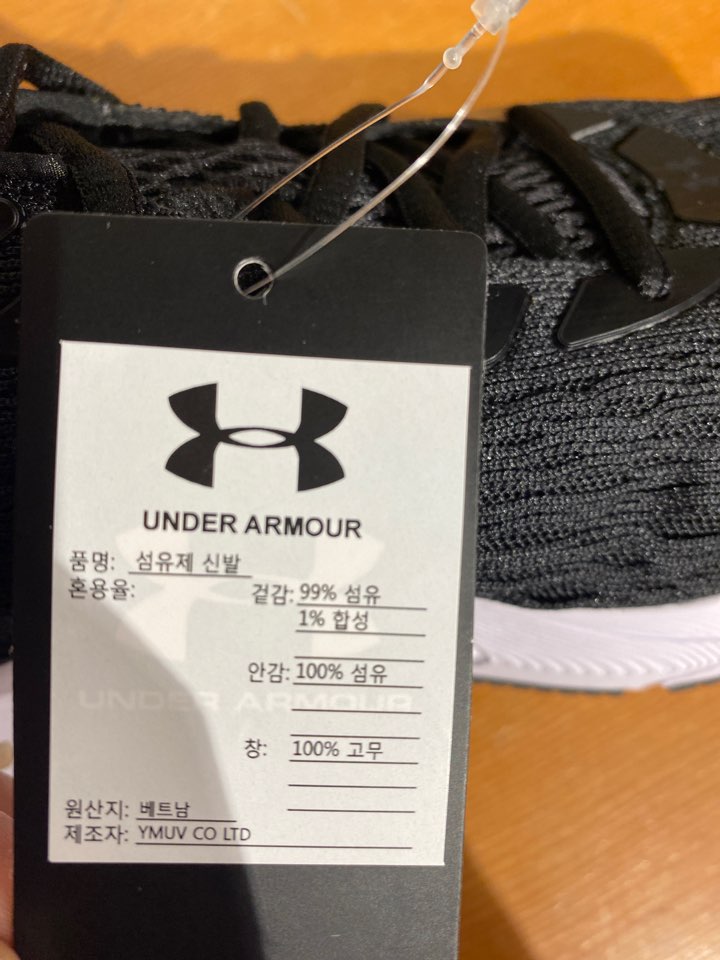 UNDER ARMOUR
품명: 섬유제 신발
혼용율: 겉감: 99% 섬유
1% 합성
안감: 100% 섬유
UNDER ARMOUR
창: 100% 고무
원산지: 베트남
제조자: YMUV CO LTD